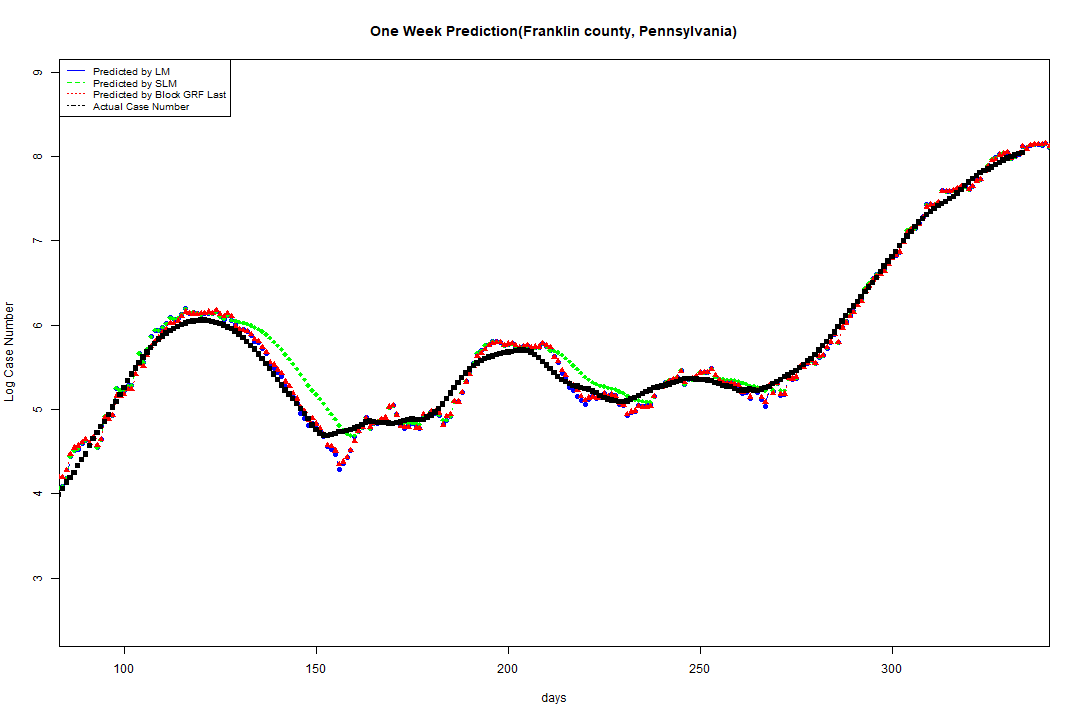 One Week Prediction(Franklin county, Pennsylvania)
Predicted by LM
Predicted by SLM
Predicted by Block GRF Last
Actual Case Number
9
8
7
6
5
4
3
Log Case Number
100 150 200 250 300
days